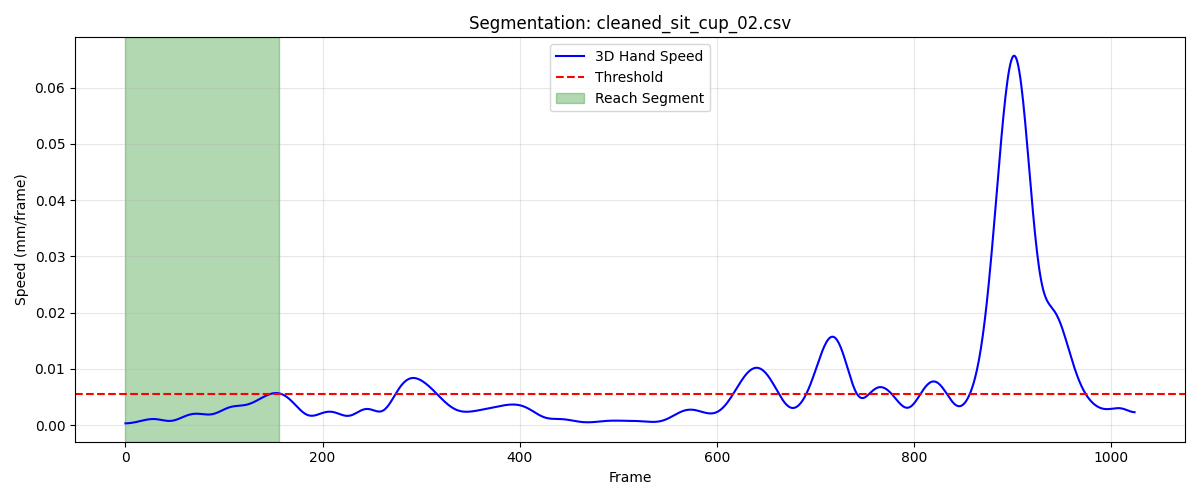 Segmentation: cleaned_sit_cup_02.csv
3D Hand Speed
Threshold
Reach Segment
Speed (mm/frame)
0.06
0.05
0.04
0.03
0.02
0.01
0.00
0 200 400 600 800 1000
Frame